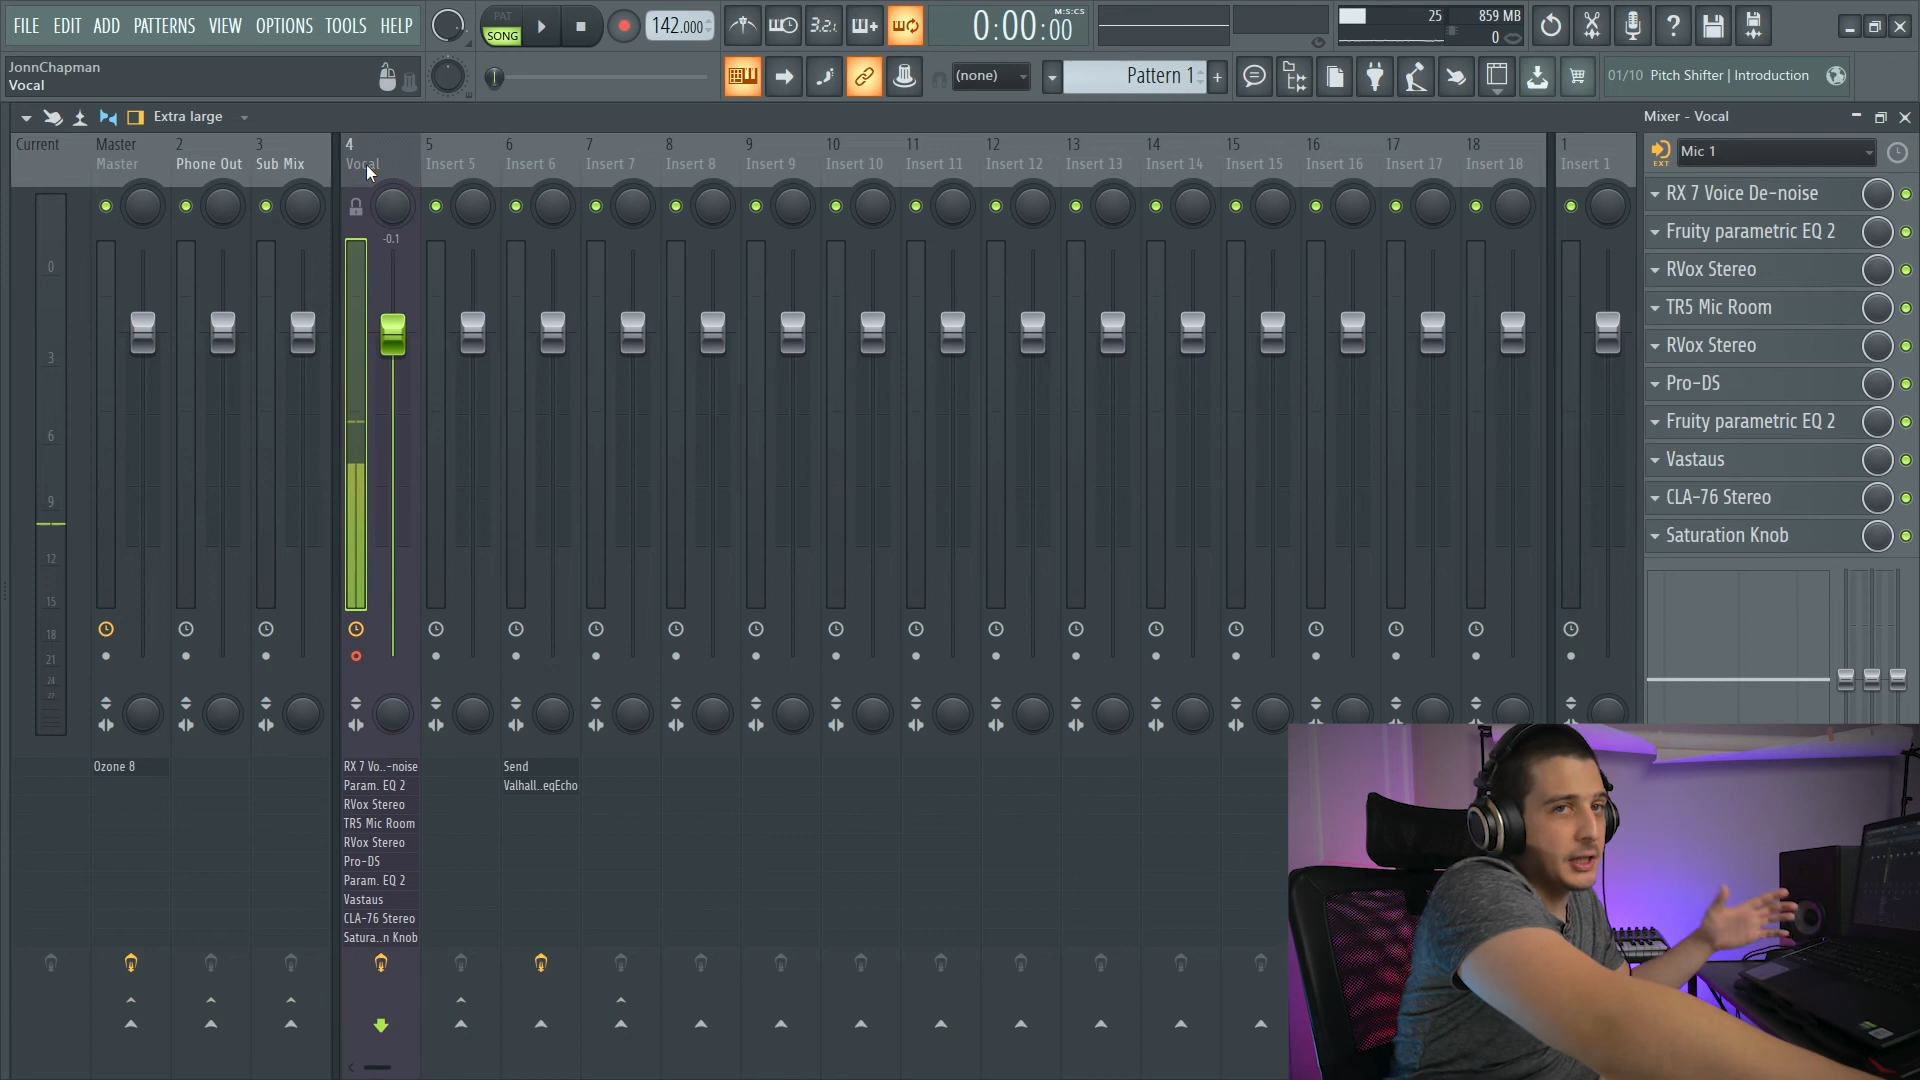 FILE EDIT ADD PATTERNS VIEW OPTIONS TOOLS HELP
PAT
SONG
142.000
3.2.
0:00:00
M:S:CS
25
859 MB
0
JonnChapman
Vocal
(none)
Pattern 1
01/10 Pitch Shifter | Introduction
Extra large
Mixer - Vocal
Current
Master
Master
2
Phone Out
3
Sub Mix
4
Vocal
5
Insert 5
6
Insert 6
7
Insert 7
8
Insert 8
9
Insert 9
10
Insert 10
11
Insert 11
12
Insert 12
13
Insert 13
14
Insert 14
15
Insert 15
16
Insert 16
17
Insert 17
18
Insert 18
1
Insert 1
-0.1
0
3
6
9
12
15
18
21
24
27
EXT
Mic 1
RX 7 Voice De-noise
Fruity parametric EQ 2
RVox Stereo
TR5 Mic Room
RVox Stereo
Pro-DS
Fruity parametric EQ 2
Vastaus
CLA-76 Stereo
Saturation Knob
Ozone 8
RX 7 Vo..-noise
Param. EQ 2
RVox Stereo
TR5 Mic Room
RVox Stereo
Pro-DS
Param. EQ 2
Vastaus
CLA-76 Stereo
Satura..n Knob
Send
Valhall..eqEcho